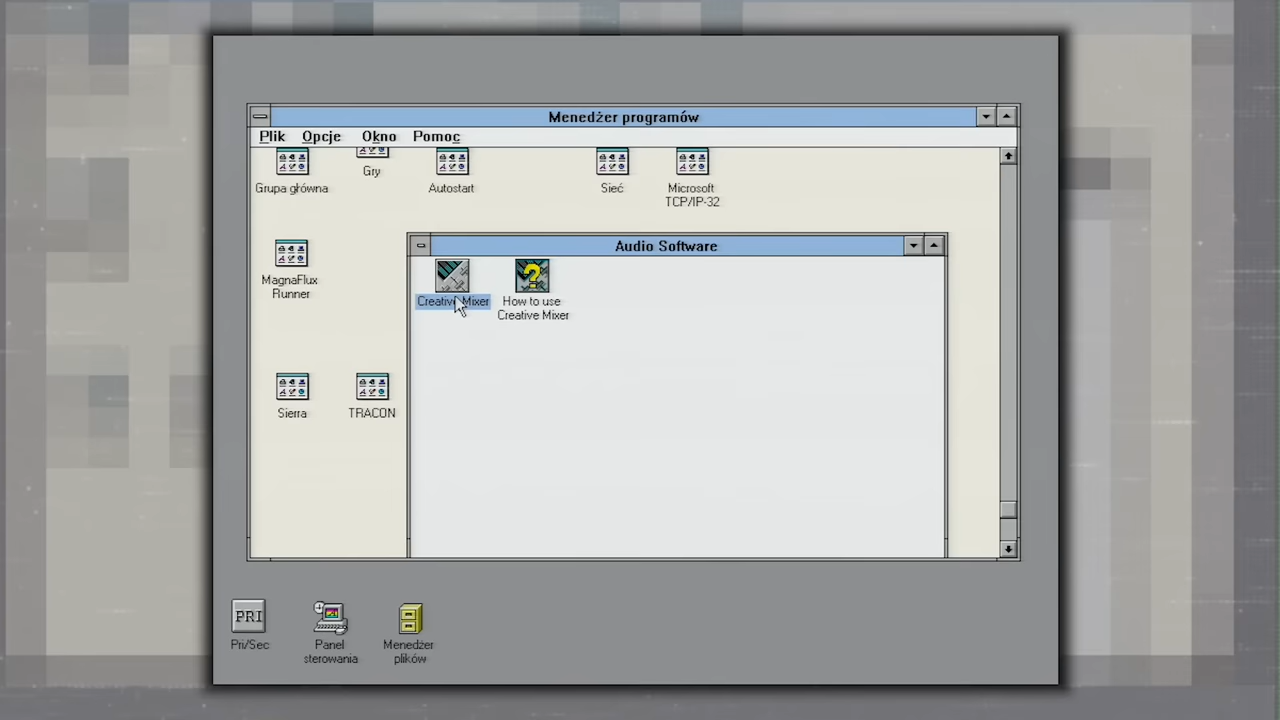 Menedżer programów
Plik Opcje Okno Pomoc
Grupa główna
Gry
Autostart
Sieć
Microsoft
TCP/IP-32
MagnaFlux
Runner
Audio Software
Creative Mixer
How to use
Creative Mixer
Sierra
TRACON
PRI
Pri/Sec
Panel
sterowania
Menedżer
plików